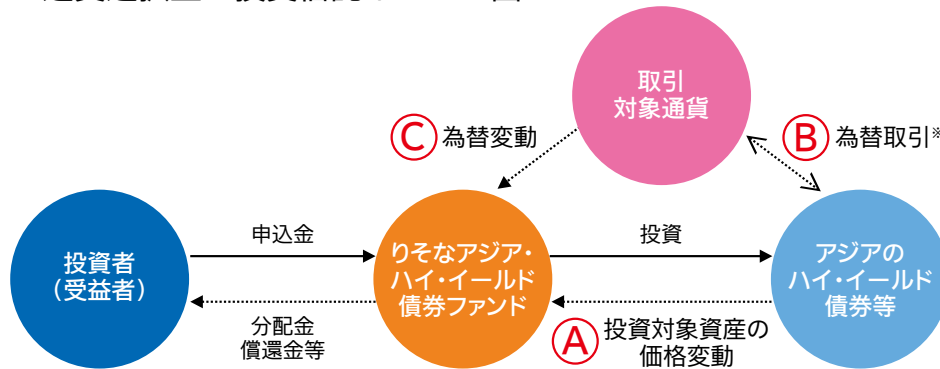 取引
対象通貨
C 為替変動
B 為替取引※
投資者
（受益者）
申込金
りそなアジア・
ハイ・イールド
債券ファンド
投資
アジアの
ハイ・イールド
債券等
分配金
償還金等
A 投資対象資産の
価格変動